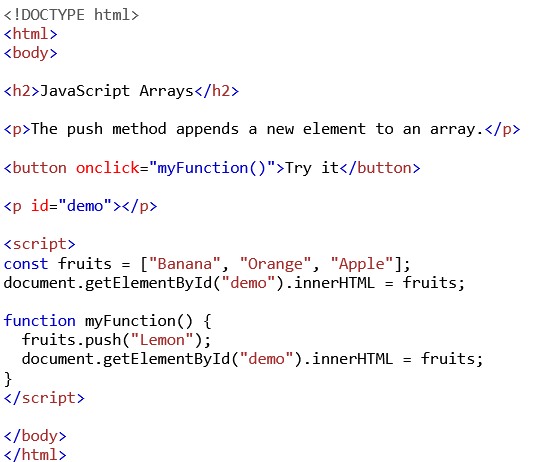 <!DOCTYPE html>
<html>
<body>
<h2>JavaScript Arrays</h2>
<p>The push method appends a new element to an array.</p>
<button onclick="myFunction()">Try it</button>
<p id="demo"></p>
<script>
const fruits = ["Banana", "Orange", "Apple"];
document.getElementById("demo").innerHTML = fruits;
function myFunction() {
  fruits.push("Lemon");
  document.getElementById("demo").innerHTML = fruits;
}
</script>
</body>
</html>